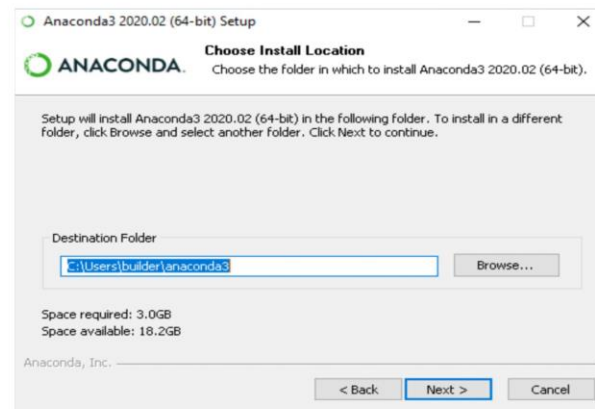 Anaconda3 2020.02 (64-bit) Setup
ANACONDA.
Choose Install Location
Choose the folder in which to install Anaconda3 2020.02 (64-bit).
Setup will install Anaconda3 2020.02 (64-bit) in the following folder. To install in a different
folder, click Browse and select another folder. Click Next to continue.
Destination Folder
C:\Users\builder\anaconda3
Browse...
Space required: 3.0GB
Space available: 18.2GB
Anaconda, Inc.
< Back
Next >
Cancel